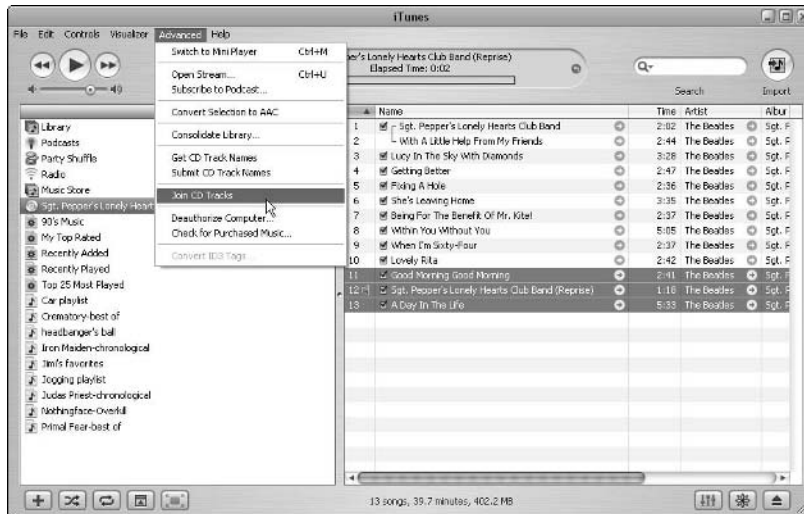 iTunes
File Edit Controls Visualizer Advanced Help
Switch to Mini Player Ctrl+M
Open Stream... Ctrl+U
Subscribe to Podcast...
Convert Selection to AAC
Consolidate Library...
Get CD Track Names
Submit CD Track Names
Join CD Tracks
Deauthorize Computer...
Check for Purchased Music...
Convert ID3 Tags...
Lonely Hearts Club Band (Reprise)
Elapsed Time: 0:02
Search
Import
Library
Podcasts
Party Shuffle
Radio
Music Store
Sgt. Pepper's Lonely Heart
90's Music
My Top Rated
Recently Added
Recently Played
Top 25 Most Played
Car playlist
Crematory-best of
headbanger's ball
Iron Maiden-chronological
Jimi's favorites
Jogging playlist
Judas Priest-chronological
Nothingface-Overkill
Primal Fear-best of
Name Time Artist
1 Sgt. Pepper's Lonely Hearts Club Band 2:02 The Beatles Sgt. P
2 With A Little Help From My Friends 2:44 The Beatles Sgt. P
3 Lucy In The Sky With Diamonds 3:28 The Beatles Sgt. P
4 Getting Better 2:47 The Beatles Sgt. P
5 Fixing A Hole 2:36 The Beatles Sgt. P
6 She's Leaving Home 3:35 The Beatles Sgt. P
7 Being For The Benefit Of Mr. Kite! 2:37 The Beatles Sgt. P
8 Within You Without You 5:05 The Beatles Sgt. P
9 When I'm Sixty-Four 2:37 The Beatles Sgt. P
10 Lovely Rita 2:42 The Beatles Sgt. P
11 Good Morning Good Morning 2:41 The Beatles Sgt. P
12 Sgt. Pepper's Lonely Hearts Club Band (Reprise) 1:18 The Beatles Sgt. P
13 A Day In The Life 5:33 The Beatles Sgt. P
13 songs, 39.7 minutes, 402.2 MB